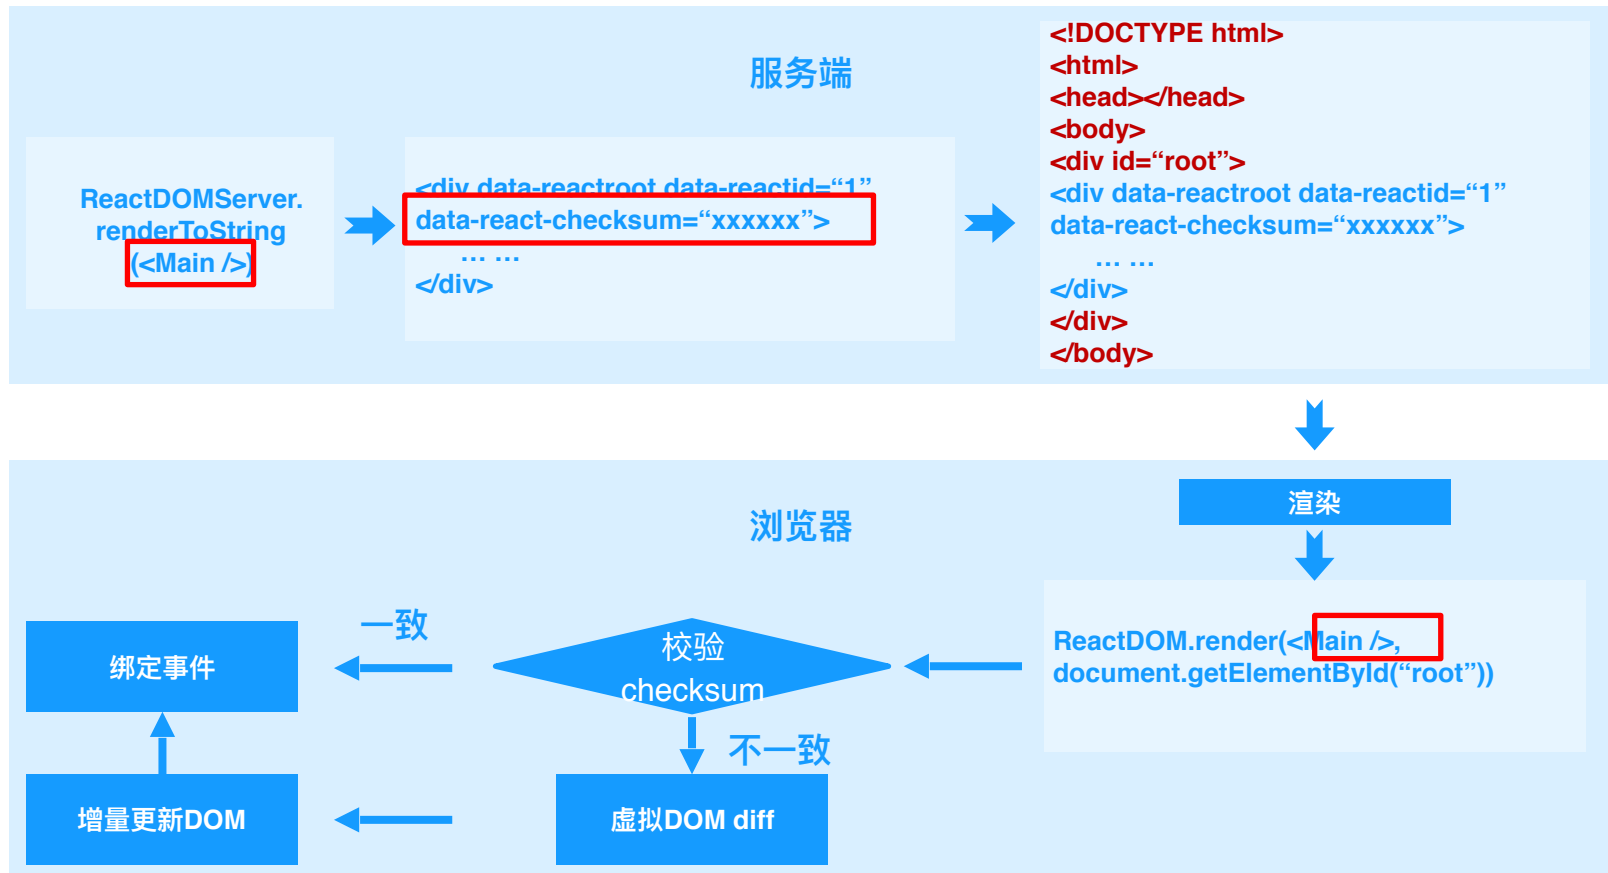 服务端
ReactDOMServer.
renderToString
(<Main />)
<div data-reactroot data-reactid=“1”
data-react-checksum=“xxxxxx”>
... ...
</div>
<!DOCTYPE html>
<html>
<head></head>
<body>
<div id=“root”>
<div data-reactroot data-reactid=“1”
data-react-checksum=“xxxxxx”>
... ...
</div>
</div>
</body>
浏览器
渲染
ReactDOM.render(<Main />,
document.getElementById(“root”))
校验
checksum
一致
绑定事件
不一致
虚拟DOM diff
增量更新DOM